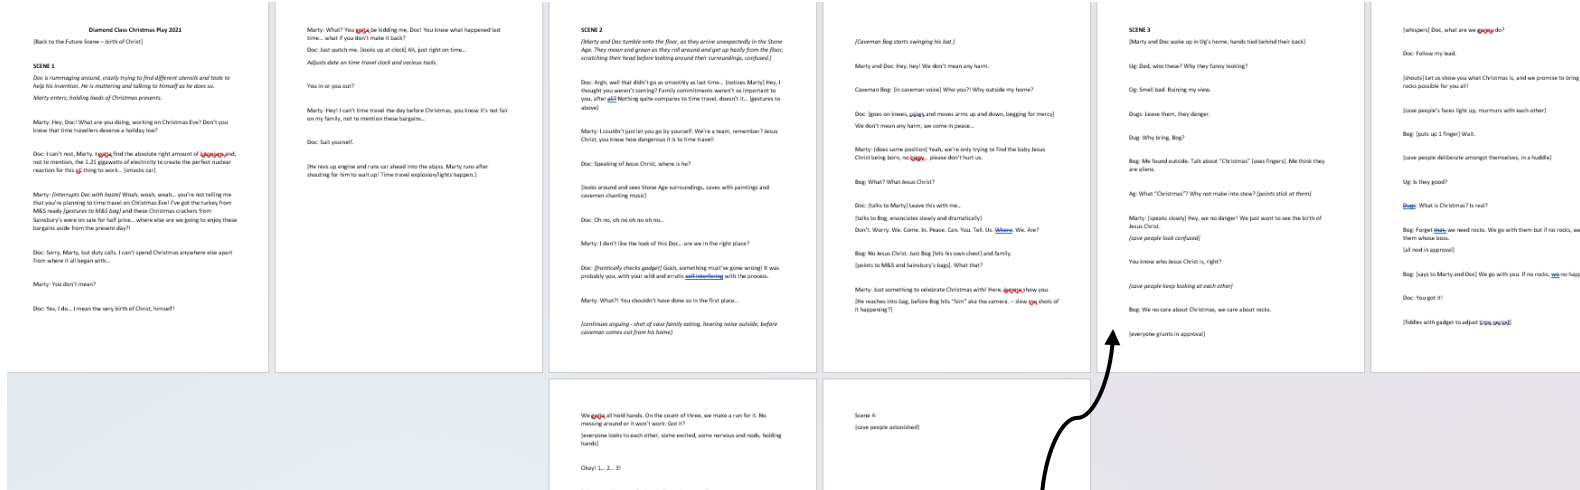 Diamond Class Christmas Play 2021
[Back to the Future Scene – birth of Christ]
SCENE 1
Doc is rummaging around, crazily trying to find different utensils and tools to
help his invention. He is muttering and talking to himself as he does so.
Marty enters, holding loads of Christmas presents.
Marty: Hey, Doc! What are you doing, working on Christmas Eve? Don't you
know that time travellers deserve a holiday too?
Doc: I can't rest, Marty. I gotta find the absolute right amount of and,
not to mention, the 1.21 gigawatts of electricity to create the perfect nuclear
reaction for this ol' thing to work... [smacks car]
Marty: [interrupts Doc with haste] Woah, woah, woah... you're not telling me
that you're planning to time travel on Christmas Eve! I've got the turkey from
M&S ready [gestures to M&S bag] and these Christmas crackers from
Sainsbury's were on sale for half price... where else are we going to enjoy these
bargains aside from the present day?!
Doc: Sorry, Marty, but duty calls. I can't spend Christmas anywhere else apart
from where it all began...
Marty: You don't mean?
Doc: Yes, I do... I mean the very birth of Christ, himself!
Marty: What? You gotta be kidding me, Doc! You know what happened last
time... what if you don't make it back?
Doc: Just watch me. [looks up at clock] Ah, just right on time...
Adjusts date on time travel clock and various tools.
You in or you out?
Marty: Hey! I can't time travel the day before Christmas, you know it's not fair
on my family, not to mention these bargains...
Doc: Suit yourself.
[He revs up engine and runs car ahead into the abyss. Marty runs after
shouting for him to wait up! Time travel explosion/lights happen.]
SCENE 2
[Marty and Doc tumble onto the floor, as they arrive unexpectedly in the Stone
Age. They moan and groan as they roll around and get up hastily from the floor,
scratching their head before looking around their surroundings, confused.]
Doc: Argh, well that didn't go as smoothly as last time... [notices Marty] Hey, I
thought you weren't coming? Family commitments weren't so important to
you, after all? Nothing quite compares to time travel, doesn't it... [gestures to
above]
Marty: I couldn't just let you go by yourself. We're a team, remember? Jesus
Christ, you know how dangerous it is to time travel!
Doc: Speaking of Jesus Christ, where is he?
[looks around and sees Stone Age surroundings, caves with paintings and
cavemen chanting music]
Doc: Oh no, oh no oh no oh no...
Marty: I don't like the look of this Doc... are we in the right place?
Doc: [frantically checks gadget] Gosh, something must've gone wrong! It was
probably you, with your wild and erratic self interfering with the process.
Marty: What?! You shouldn't have done so in the first place...
[continues arguing - shot of cave family eating, hearing noise outside, before
caveman comes out from his home]
[Caveman Bog starts swinging his bat.]
Marty and Doc: Hey, hey! We don't mean any harm.
Caveman Bog: [in caveman voice] Who you?! Why outside my home?
Doc: [goes on knees, and moves arms up and down, begging for mercy]
We don't mean any harm, we come in peace...
Marty: [does same position] Yeah, we're only trying to find the baby Jesus
Christ being born, no please don't hurt us.
Bog: What? What Jesus Christ?
Doc: [talks to Marty] Leave this with me...
[talks to Bog, enunciates slowly and dramatically]
Don't. Worry. We. Come. In. Peace. Can. You. Tell. Us. Where. We. Are?
Bog: No Jesus Christ. Just Bog [hits his own chest] and family.
[points to M&S and Sainsbury's bags]. What that?
Marty: Just something to celebrate Christmas with! Here, lemme show you.
[He reaches into bag, before Bog hits "him" aka the camera. – slow shots of
it happening?]
SCENE 3
[Marty and Doc wake up in Ug's home, hands tied behind their back]
Ug: Dad, who these? Why they funny looking?
Og: Smell bad. Ruining my view.
Dugs: Leave them, they danger.
Dug: Why bring, Bog?
Bog: Me found outside. Talk about "Christmas" [uses fingers]. Me think they
are aliens.
Ag: What "Christmas"? Why not make into stew? [points stick at them]
Marty: [speaks slowly] Hey, we no danger! We just want to see the birth of
Jesus Christ.
[cave people look confused]
You know who Jesus Christ is, right?
[cave people keep looking at each other]
Bog: We no care about Christmas, we care about rocks.
[everyone grunts in approval]
[whispers] Doc, what are we gonna do?
Doc: Follow my lead.
[shouts] Let us show you what Christmas is, and we promise to bring
rocks possible for you all!
[cave people's faces light up, murmurs with each other]
Bog: [puts up 1 finger] Wait.
[cave people deliberate amongst themselves, in a huddle]
Ug: Is they good?
Dugs: What is Christmas? Is real?
Bog: Forget that, we need rocks. We go with them but if no rocks, we
them whose boss.
[all nod in approval]
Bog: [says to Marty and Doc] We go with you. If no rocks, we no hap
Doc: You got it!
[fiddles with gadget to adjust time period]
We gotta all hold hands. On the count of three, we make a run for it. No
messing around or it won't work. Got it?
[everyone looks to each other, some excited, some nervous and nods, holding
hands]
Okay! 1... 2... 3!
Scene 4:
[cave people astonished]